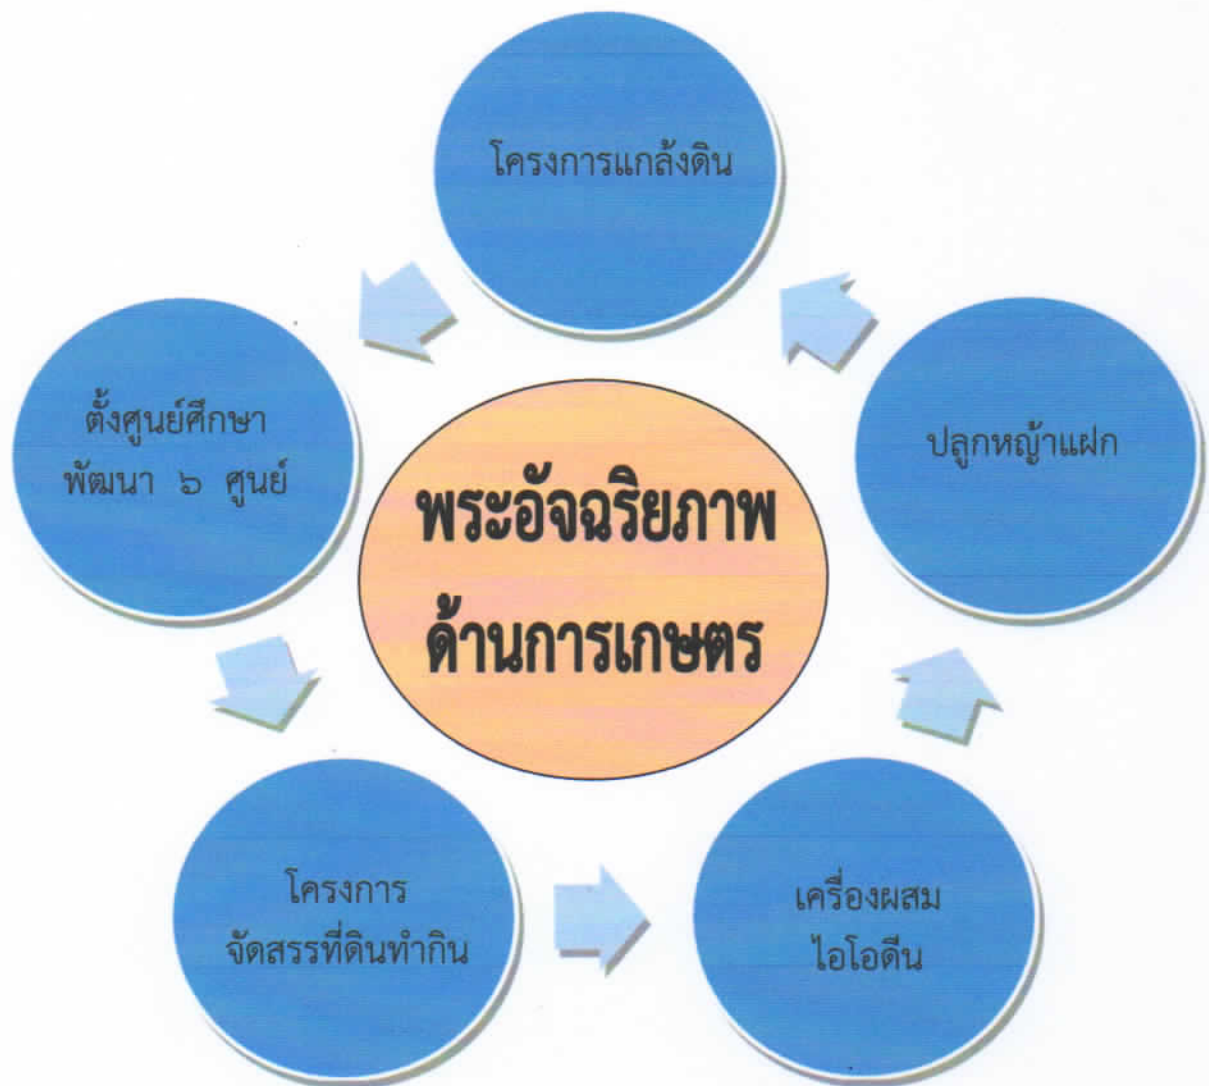 โครงการแกล้งดิน
ตั้งศูนย์ศึกษา
พัฒนา ๖ ศูนย์
ปลูกหญ้าแฝก
พระอัจฉริยภาพ
ด้านการเกษตร
โครงการ
จัดสรรที่ดินทำกิน
เครื่องผสม
ไอโอดีน